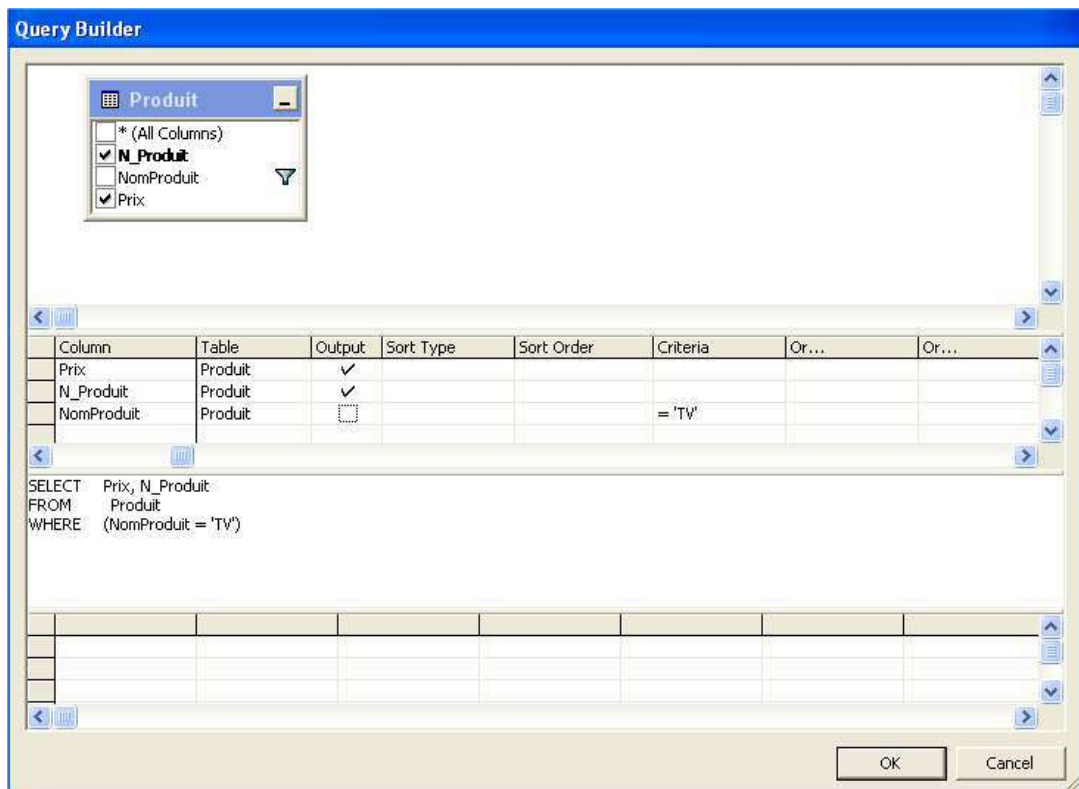 Query Builder
Produit
* (All Columns)
N_Produit
NomProduit
Prix
Column Table Output Sort Type Sort Order Criteria Or... Or...
Prix Produit
N_Produit Produit
NomProduit Produit = 'TV'
SELECT Prix, N_Produit
FROM Produit
WHERE (NomProduit = 'TV')
OK Cancel